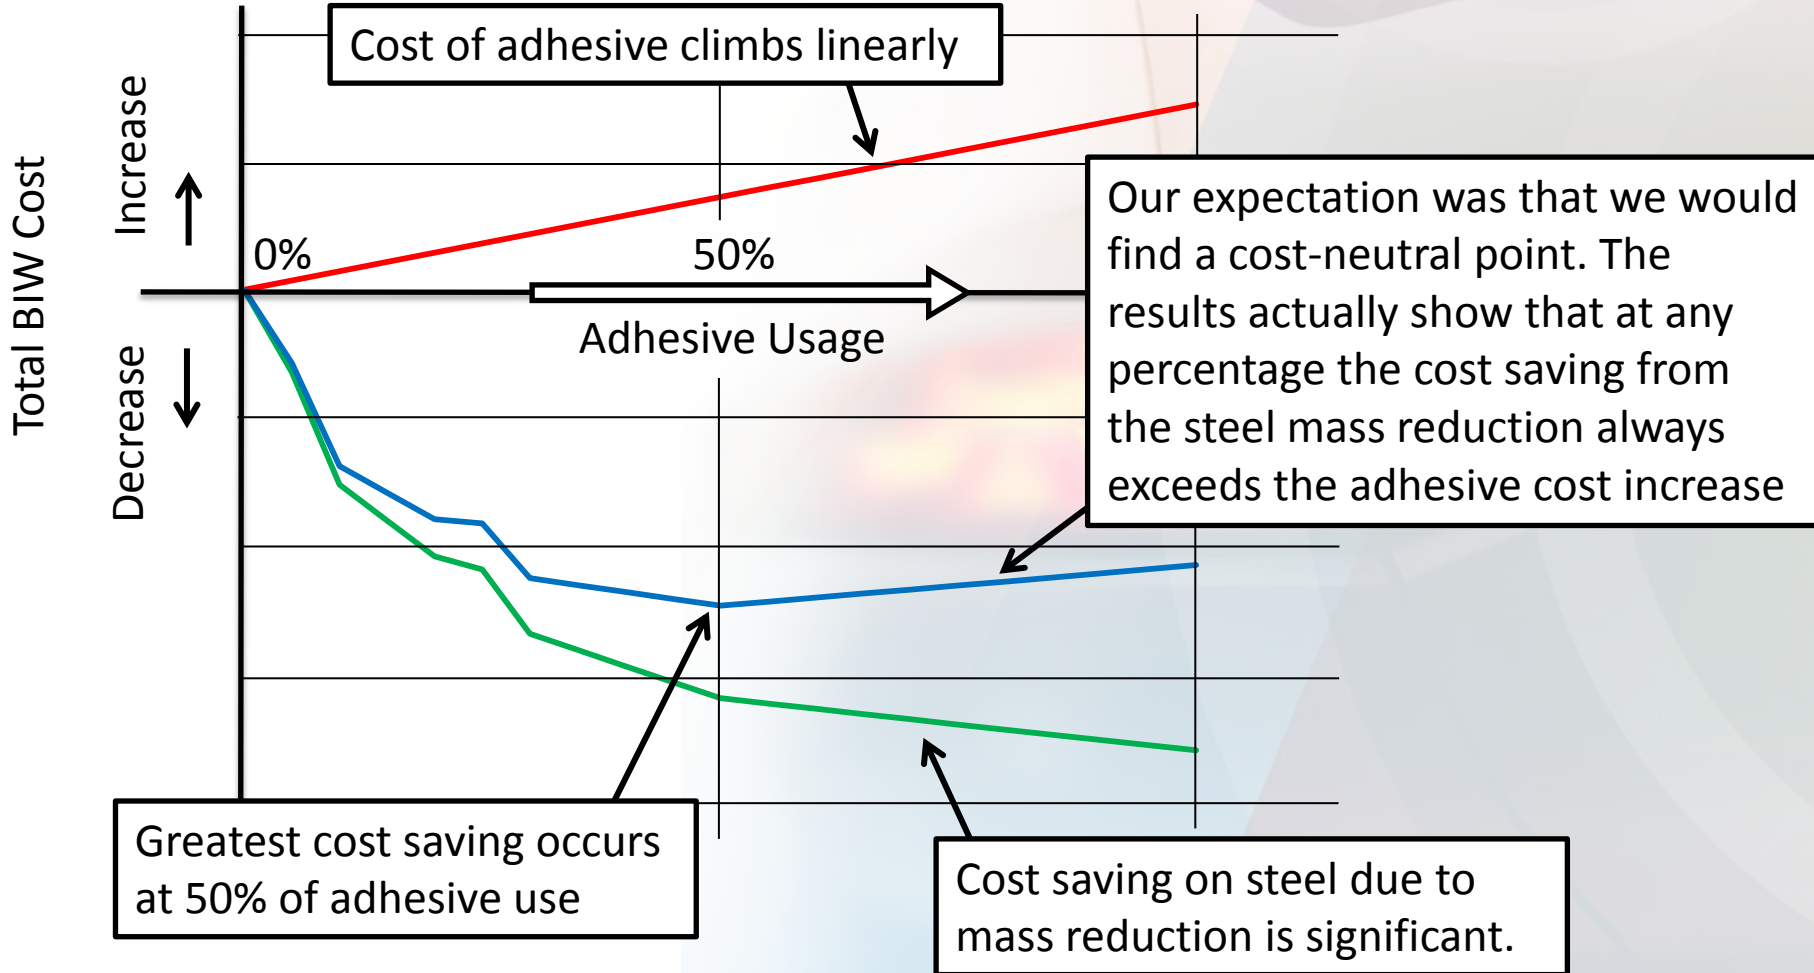 Cost of adhesive climbs linearly
Total BIW Cost
Increase
Decrease
0%
50%
Adhesive Usage
Our expectation was that we would
find a cost-neutral point. The
results actually show that at any
percentage the cost saving from
the steel mass reduction always
exceeds the adhesive cost increase
Greatest cost saving occurs
at 50% of adhesive use
Cost saving on steel due to
mass reduction is significant.